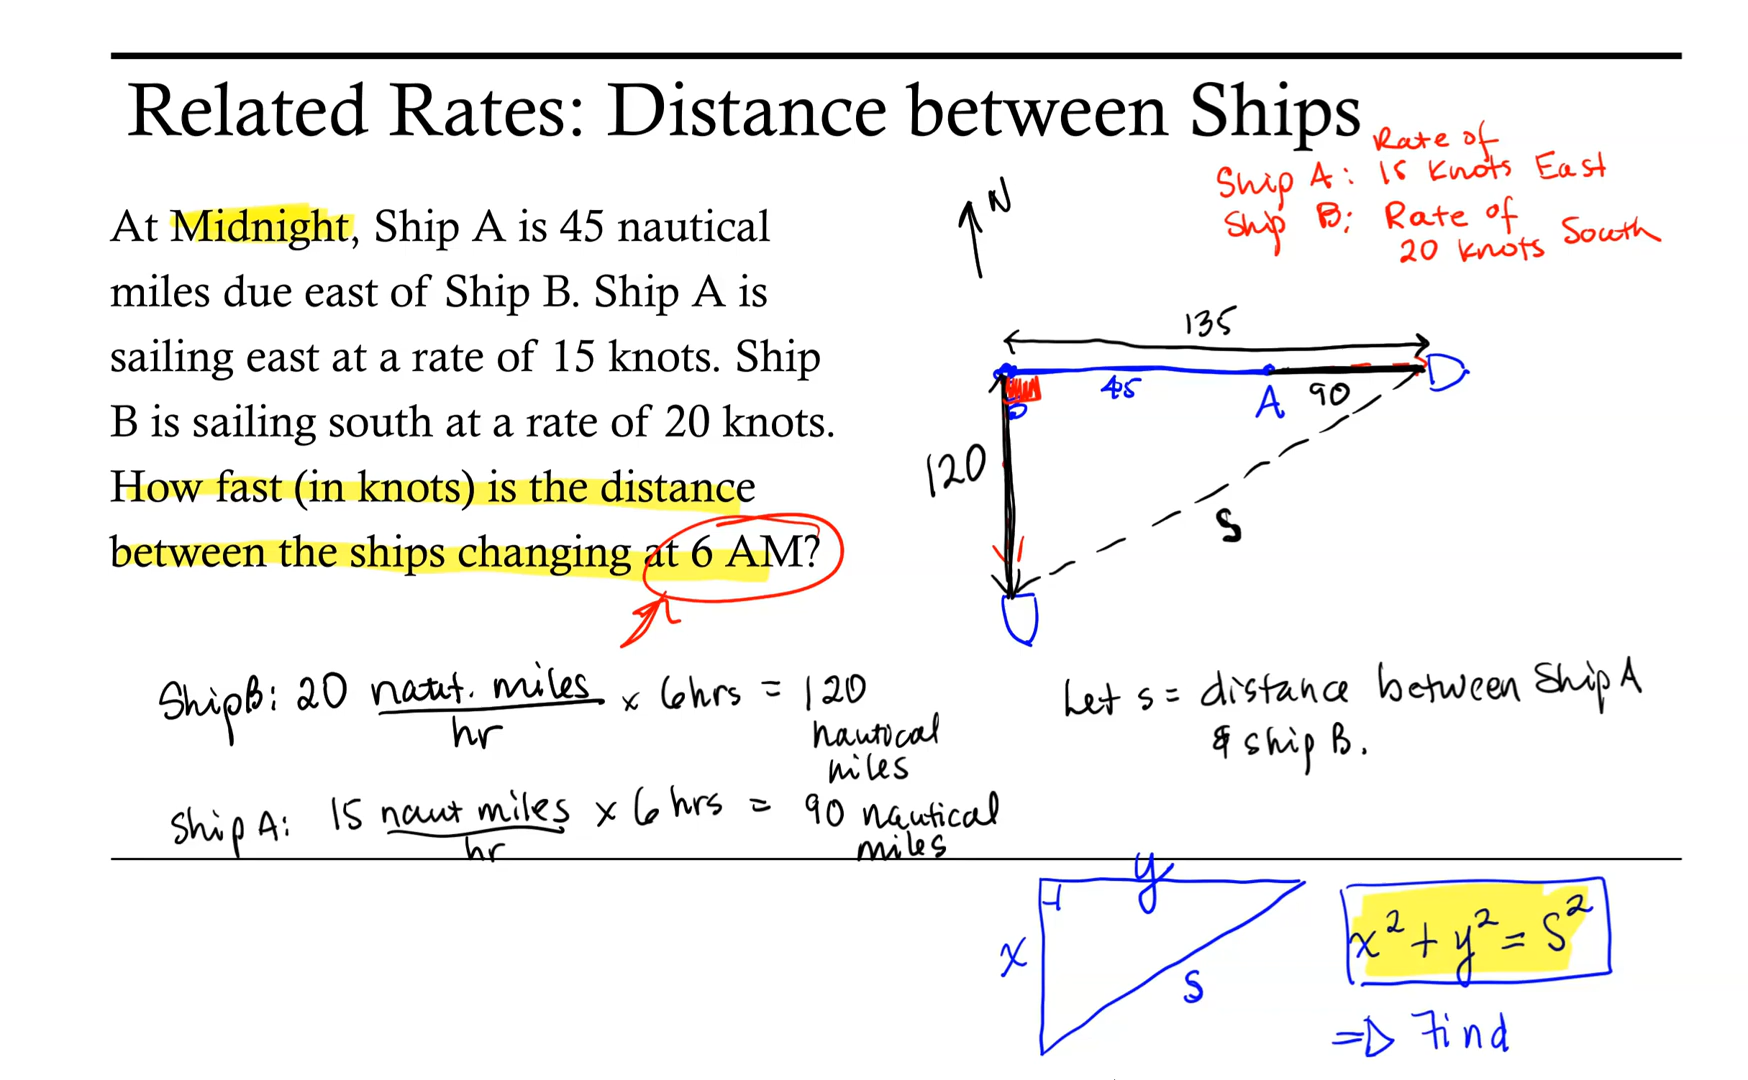 Related Rates: Distance between Ships
Rate of
Ship A: 15 Knots East
Ship B: Rate of
20 knots South
At Midnight, Ship A is 45 nautical
miles due east of Ship B. Ship A is
sailing east at a rate of 15 knots. Ship
B is sailing south at a rate of 20 knots.
How fast (in knots) is the distance
between the ships changing at 6 AM?
N
135
45
A
90
120
S
ShipB: 20 naut. miles x 6hrs = 120
hr
nautical
miles
Ship A: 15 naut miles x 6 hrs = 90 nautical
hr
miles
Let s = distance between Ship A
& ship B.
y
x
S
x² + y² = S²
⇒ Find